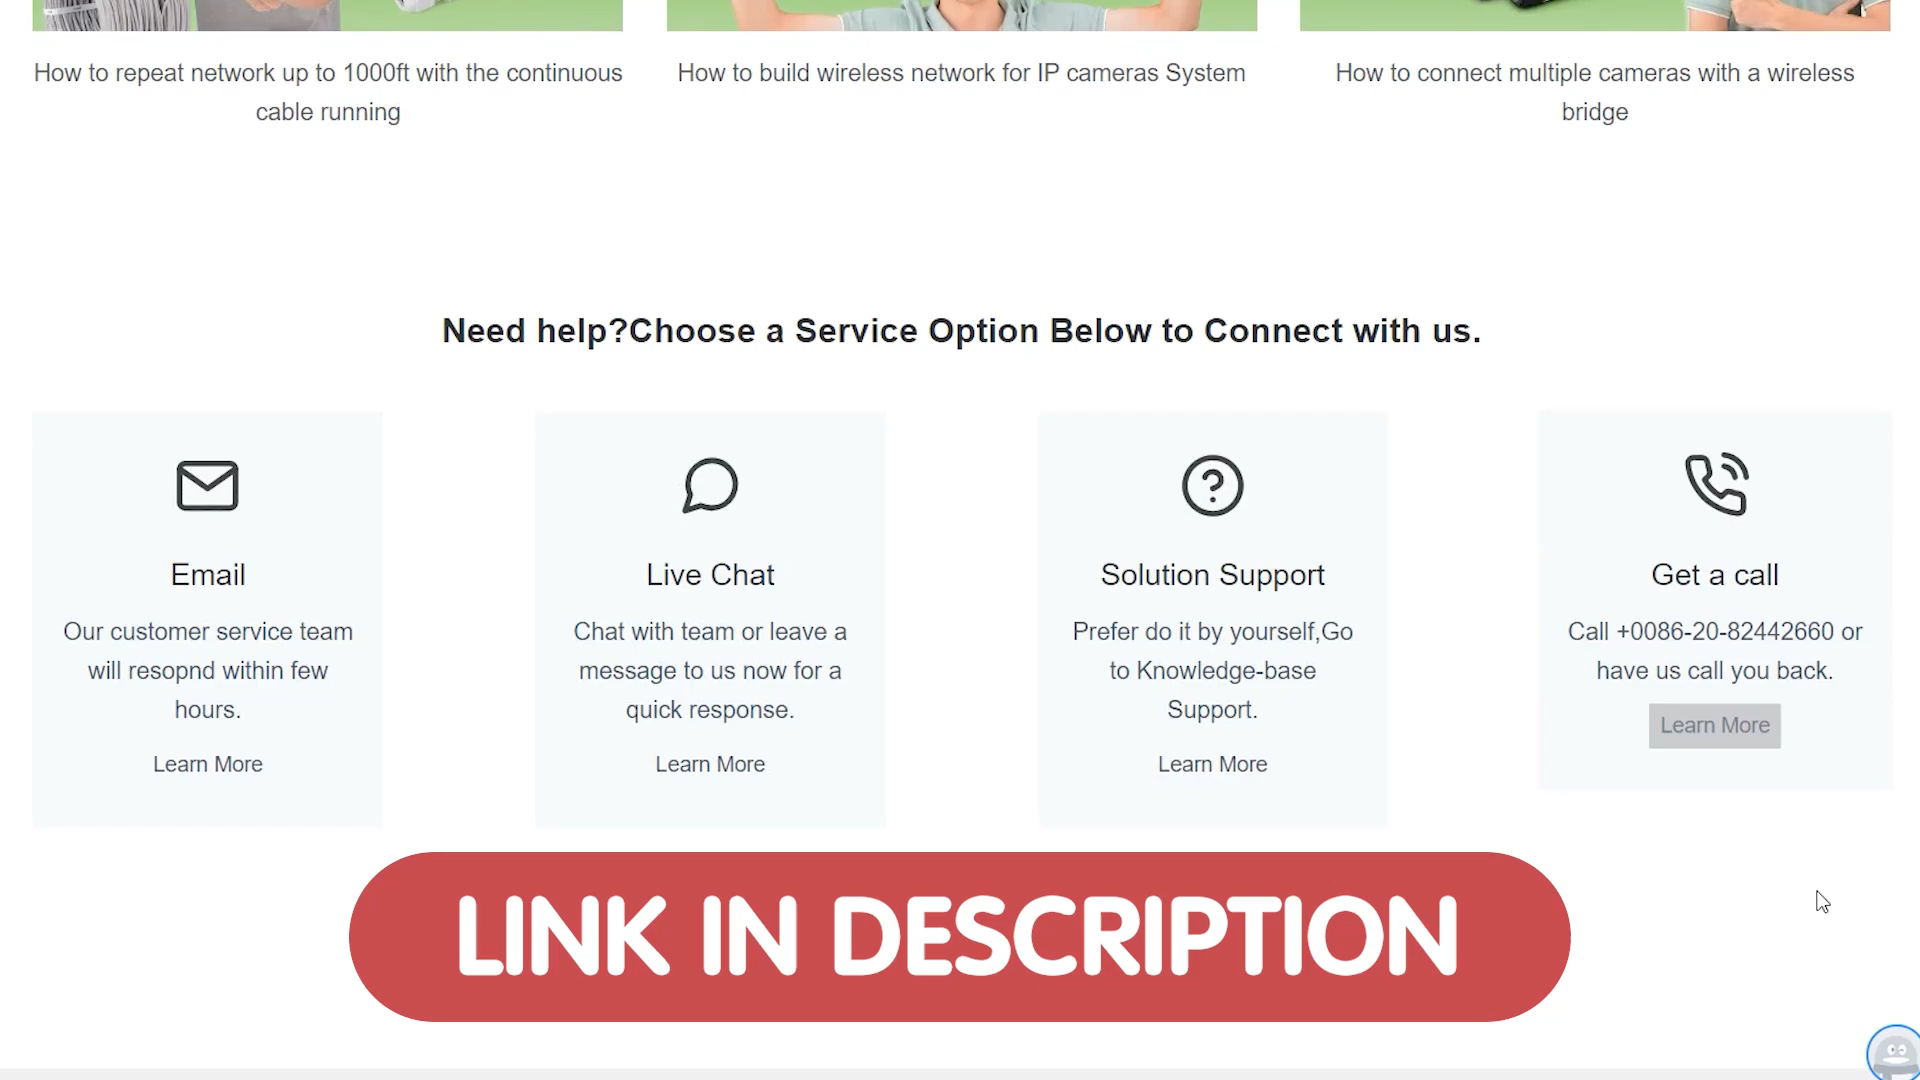 How to repeat network up to 1000ft with the continuous
cable running
How to build wireless network for IP cameras System
How to connect multiple cameras with a wireless
bridge
Need help?Choose a Service Option Below to Connect with us.
Email
Our customer service team
will resopnd within few
hours.
Learn More
Live Chat
Chat with team or leave a
message to us now for a
quick response.
Learn More
Solution Support
Prefer do it by yourself,Go
to Knowledge-base
Support.
Learn More
Get a call
Call +0086-20-82442660 or
have us call you back.
Learn More
LINK IN DESCRIPTION